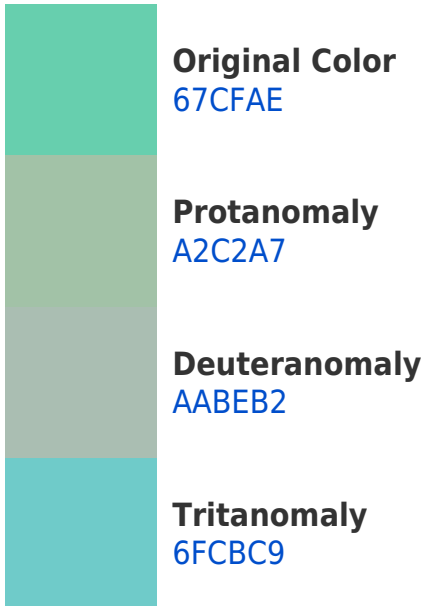 Original Color
67CFAE
Protanomaly
A2C2A7
Deuteranomaly
AABEB2
Tritanomaly
6FCBC9